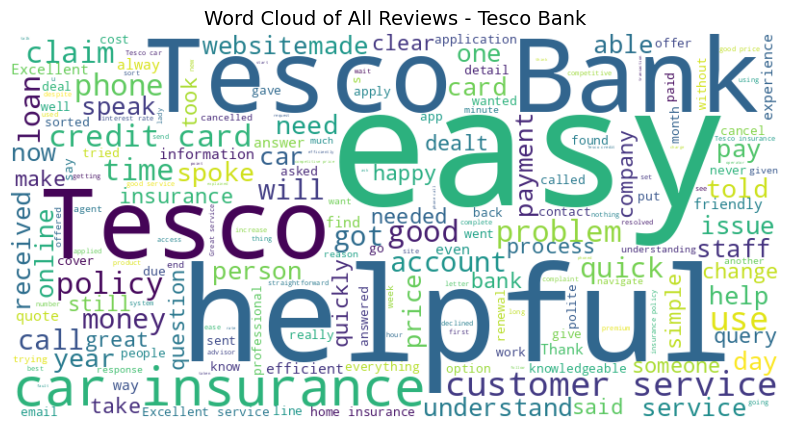 Word Cloud of All Reviews - Tesco Bank
Tesco Bank
easy
Tesco
helpful
car insurance
customer service
claim
websitemade
clear
application
one
able
offer
good price
cost
Excellent
deal
alway
phone
took
gave
apply
card
detail
wanted
minute
app
without
experience
loan
well
speak
sorted
credit card
need
dealt
found
month
paid
answer
much
now
tried
spoke
information
car
called
pay
cancel
Tesco insurance
make
time
asked
happy
payment
company
never
given
say
insurance
will
want
back
put
told
friendly
received
online
agent
needed
contact
nothing
resolved
find
got
good
went
problem
issue
cover
go
even
process
understanding
staff
policy
due
end
person
reason
account
complete
another
change
still
question
quickly
bank
quick
navigate
money
quote
number
professional
answered
price
polite
simple
help
call
great
sent
really
renewal
use
year
people
know
efficient
everything
option
work
give
Thank
knowledgeable
query
trying
response
advisor
someone
day
best
way
take
understand
said
service
email
Excellent service
line
home insurance
straightforward
insurance policy
interest rate
cancelled
Great service
good service
competitive
complaint
declined
first
letter
hour
week
system
access
site
increase
thing
offered
applied
product
getting
using
wait
lady
send
Tesco car
sort
set
see
long
previous
going